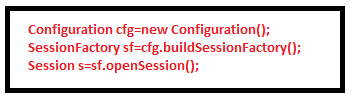 Configuration cfg=new Configuration();
SessionFactory sf=cfg.buildSessionFactory();
Session s=sf.openSession();